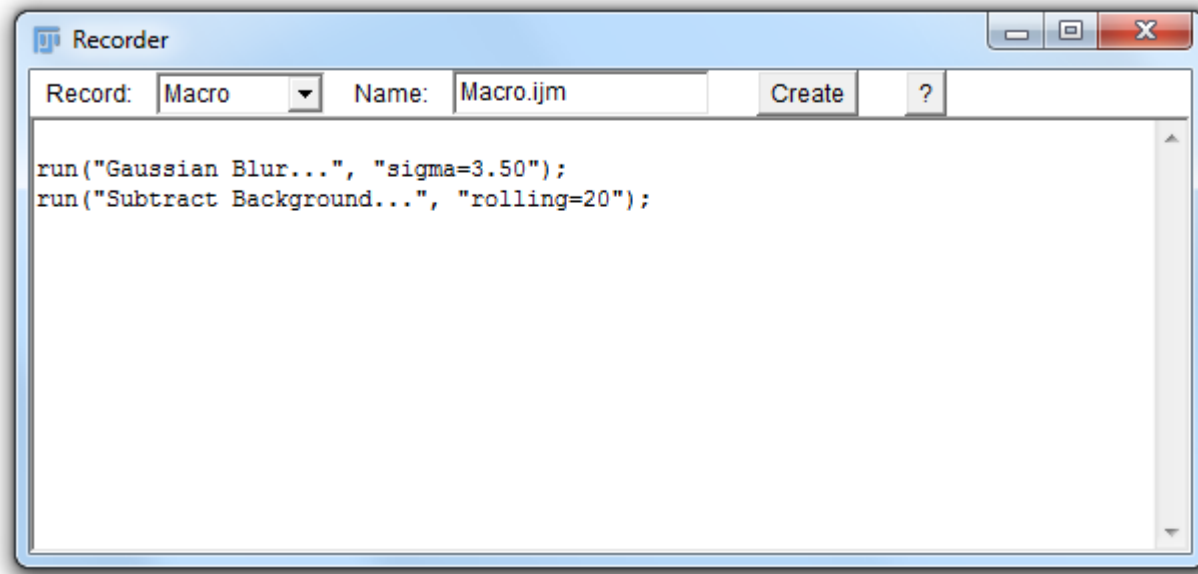 Recorder
Record: Macro Name: Macro.ijm Create ?
run("Gaussian Blur...", "sigma=3.50");
run("Subtract Background...", "rolling=20");